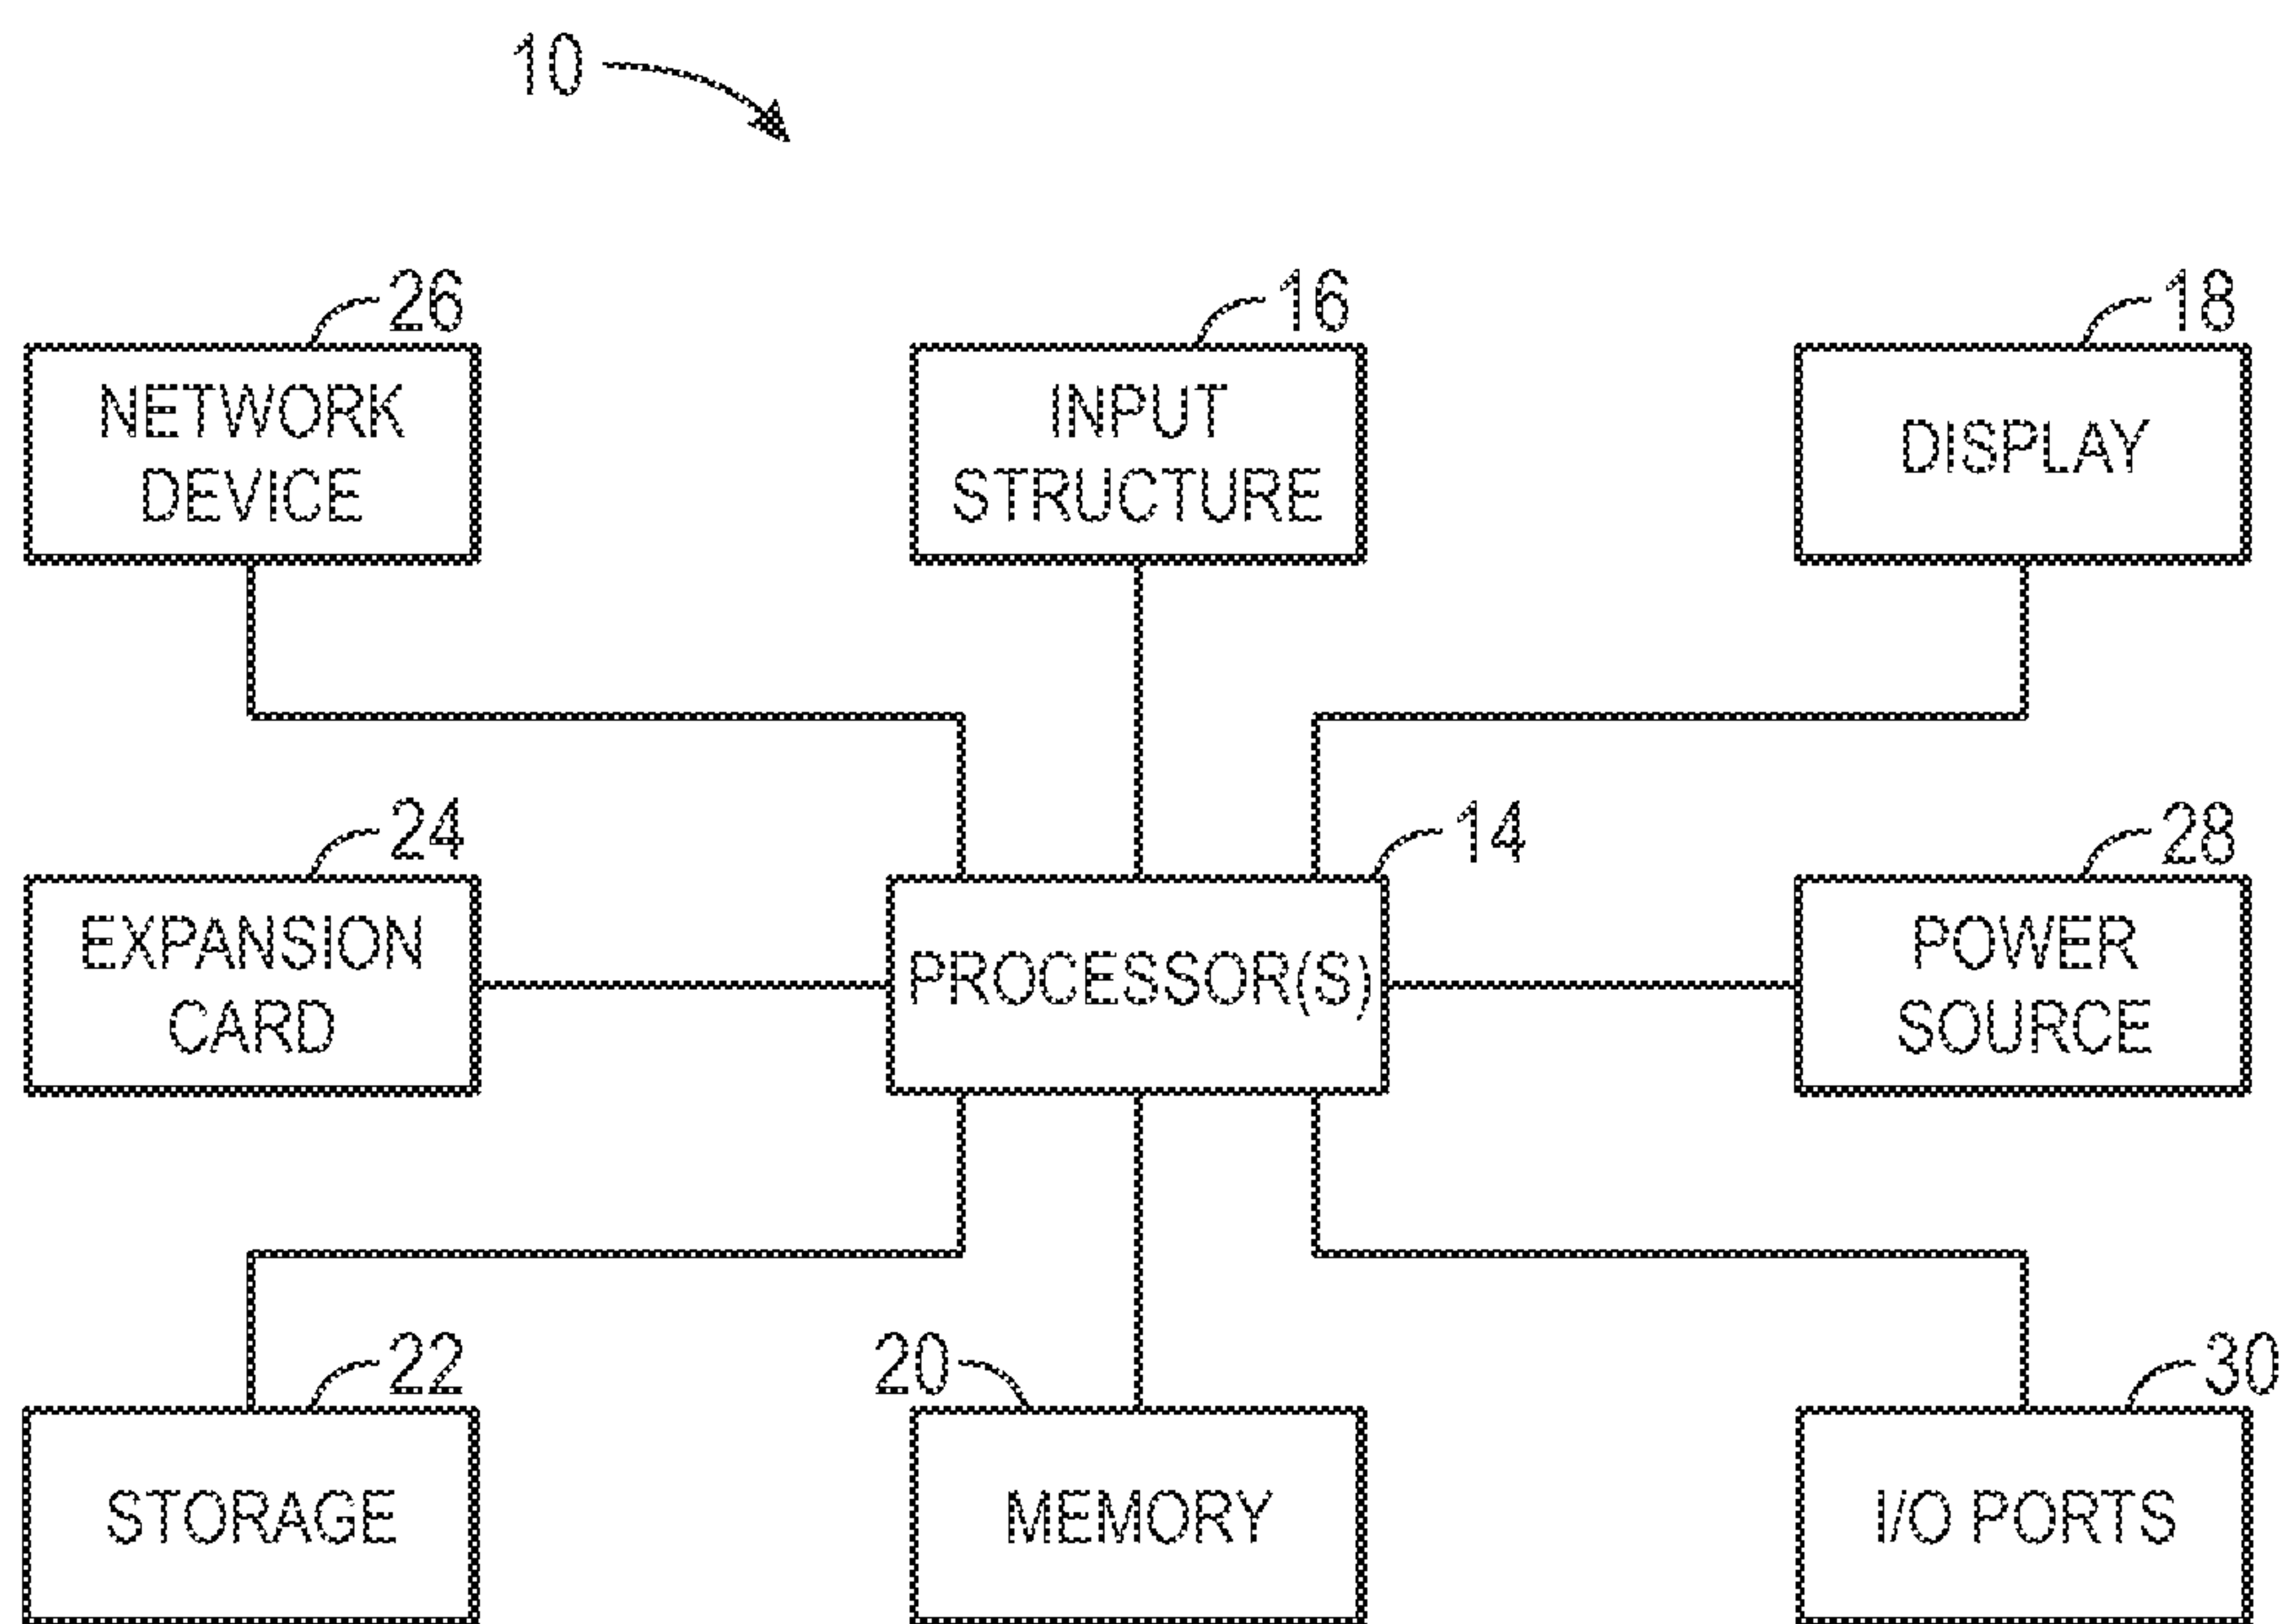 10
26
16
18
NETWORK
DEVICE
INPUT
STRUCTURE
DISPLAY
24
14
28
EXPANSION
CARD
PROCESSOR(S)
POWER
SOURCE
22
20
30
STORAGE
MEMORY
I/O PORTS